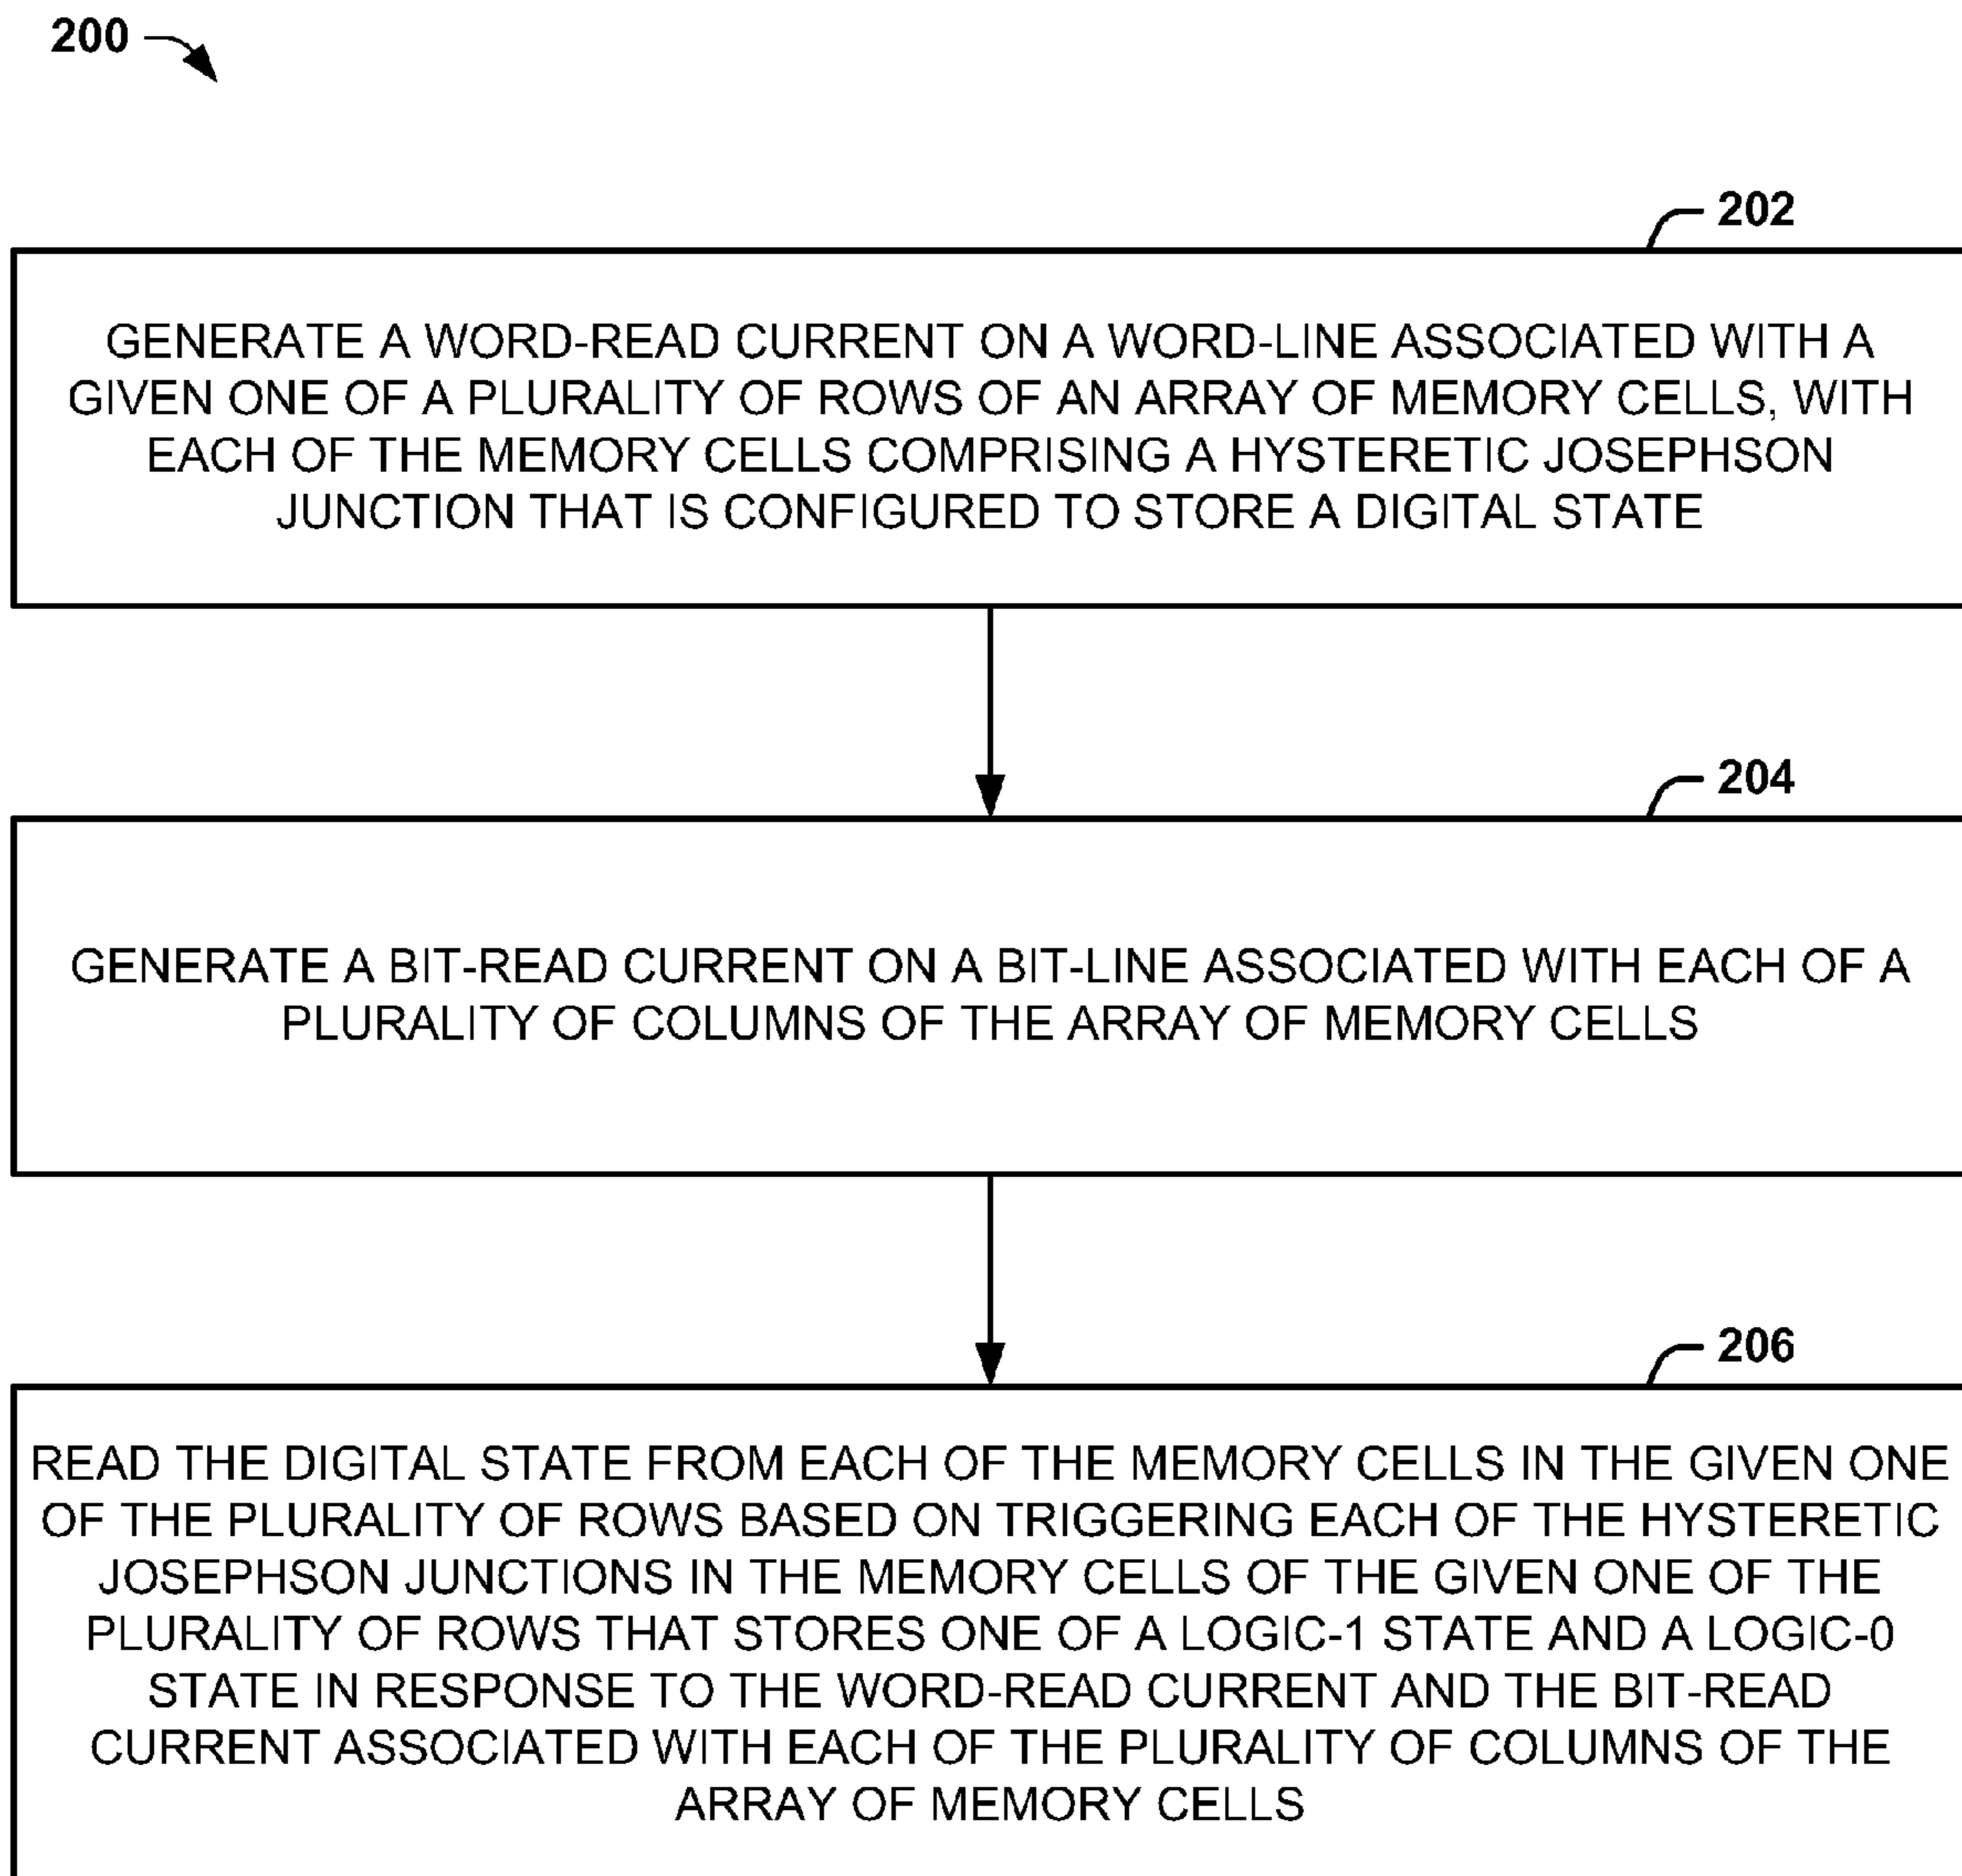 200
202
GENERATE A WORD-READ CURRENT ON A WORD-LINE ASSOCIATED WITH A
GIVEN ONE OF A PLURALITY OF ROWS OF AN ARRAY OF MEMORY CELLS, WITH
EACH OF THE MEMORY CELLS COMPRISING A HYSTERETIC JOSEPHSON
JUNCTION THAT IS CONFIGURED TO STORE A DIGITAL STATE
204
GENERATE A BIT-READ CURRENT ON A BIT-LINE ASSOCIATED WITH EACH OF A
PLURALITY OF COLUMNS OF THE ARRAY OF MEMORY CELLS
206
READ THE DIGITAL STATE FROM EACH OF THE MEMORY CELLS IN THE GIVEN ONE
OF THE PLURALITY OF ROWS BASED ON TRIGGERING EACH OF THE HYSTERETIC
JOSEPHSON JUNCTIONS IN THE MEMORY CELLS OF THE GIVEN ONE OF THE
PLURALITY OF ROWS THAT STORES ONE OF A LOGIC-1 STATE AND A LOGIC-0
STATE IN RESPONSE TO THE WORD-READ CURRENT AND THE BIT-READ
CURRENT ASSOCIATED WITH EACH OF THE PLURALITY OF COLUMNS OF THE
ARRAY OF MEMORY CELLS